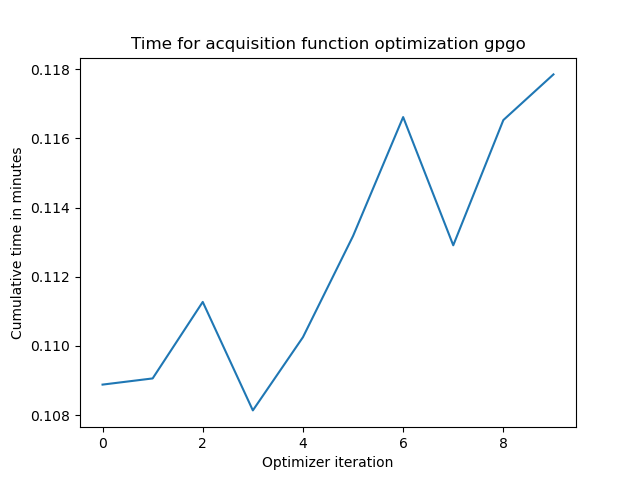 Time for acquisition function optimization gpgo
Cumulative time in minutes
0.118
0.116
0.114
0.112
0.110
0.108
0 2 4 6 8
Optimizer iteration